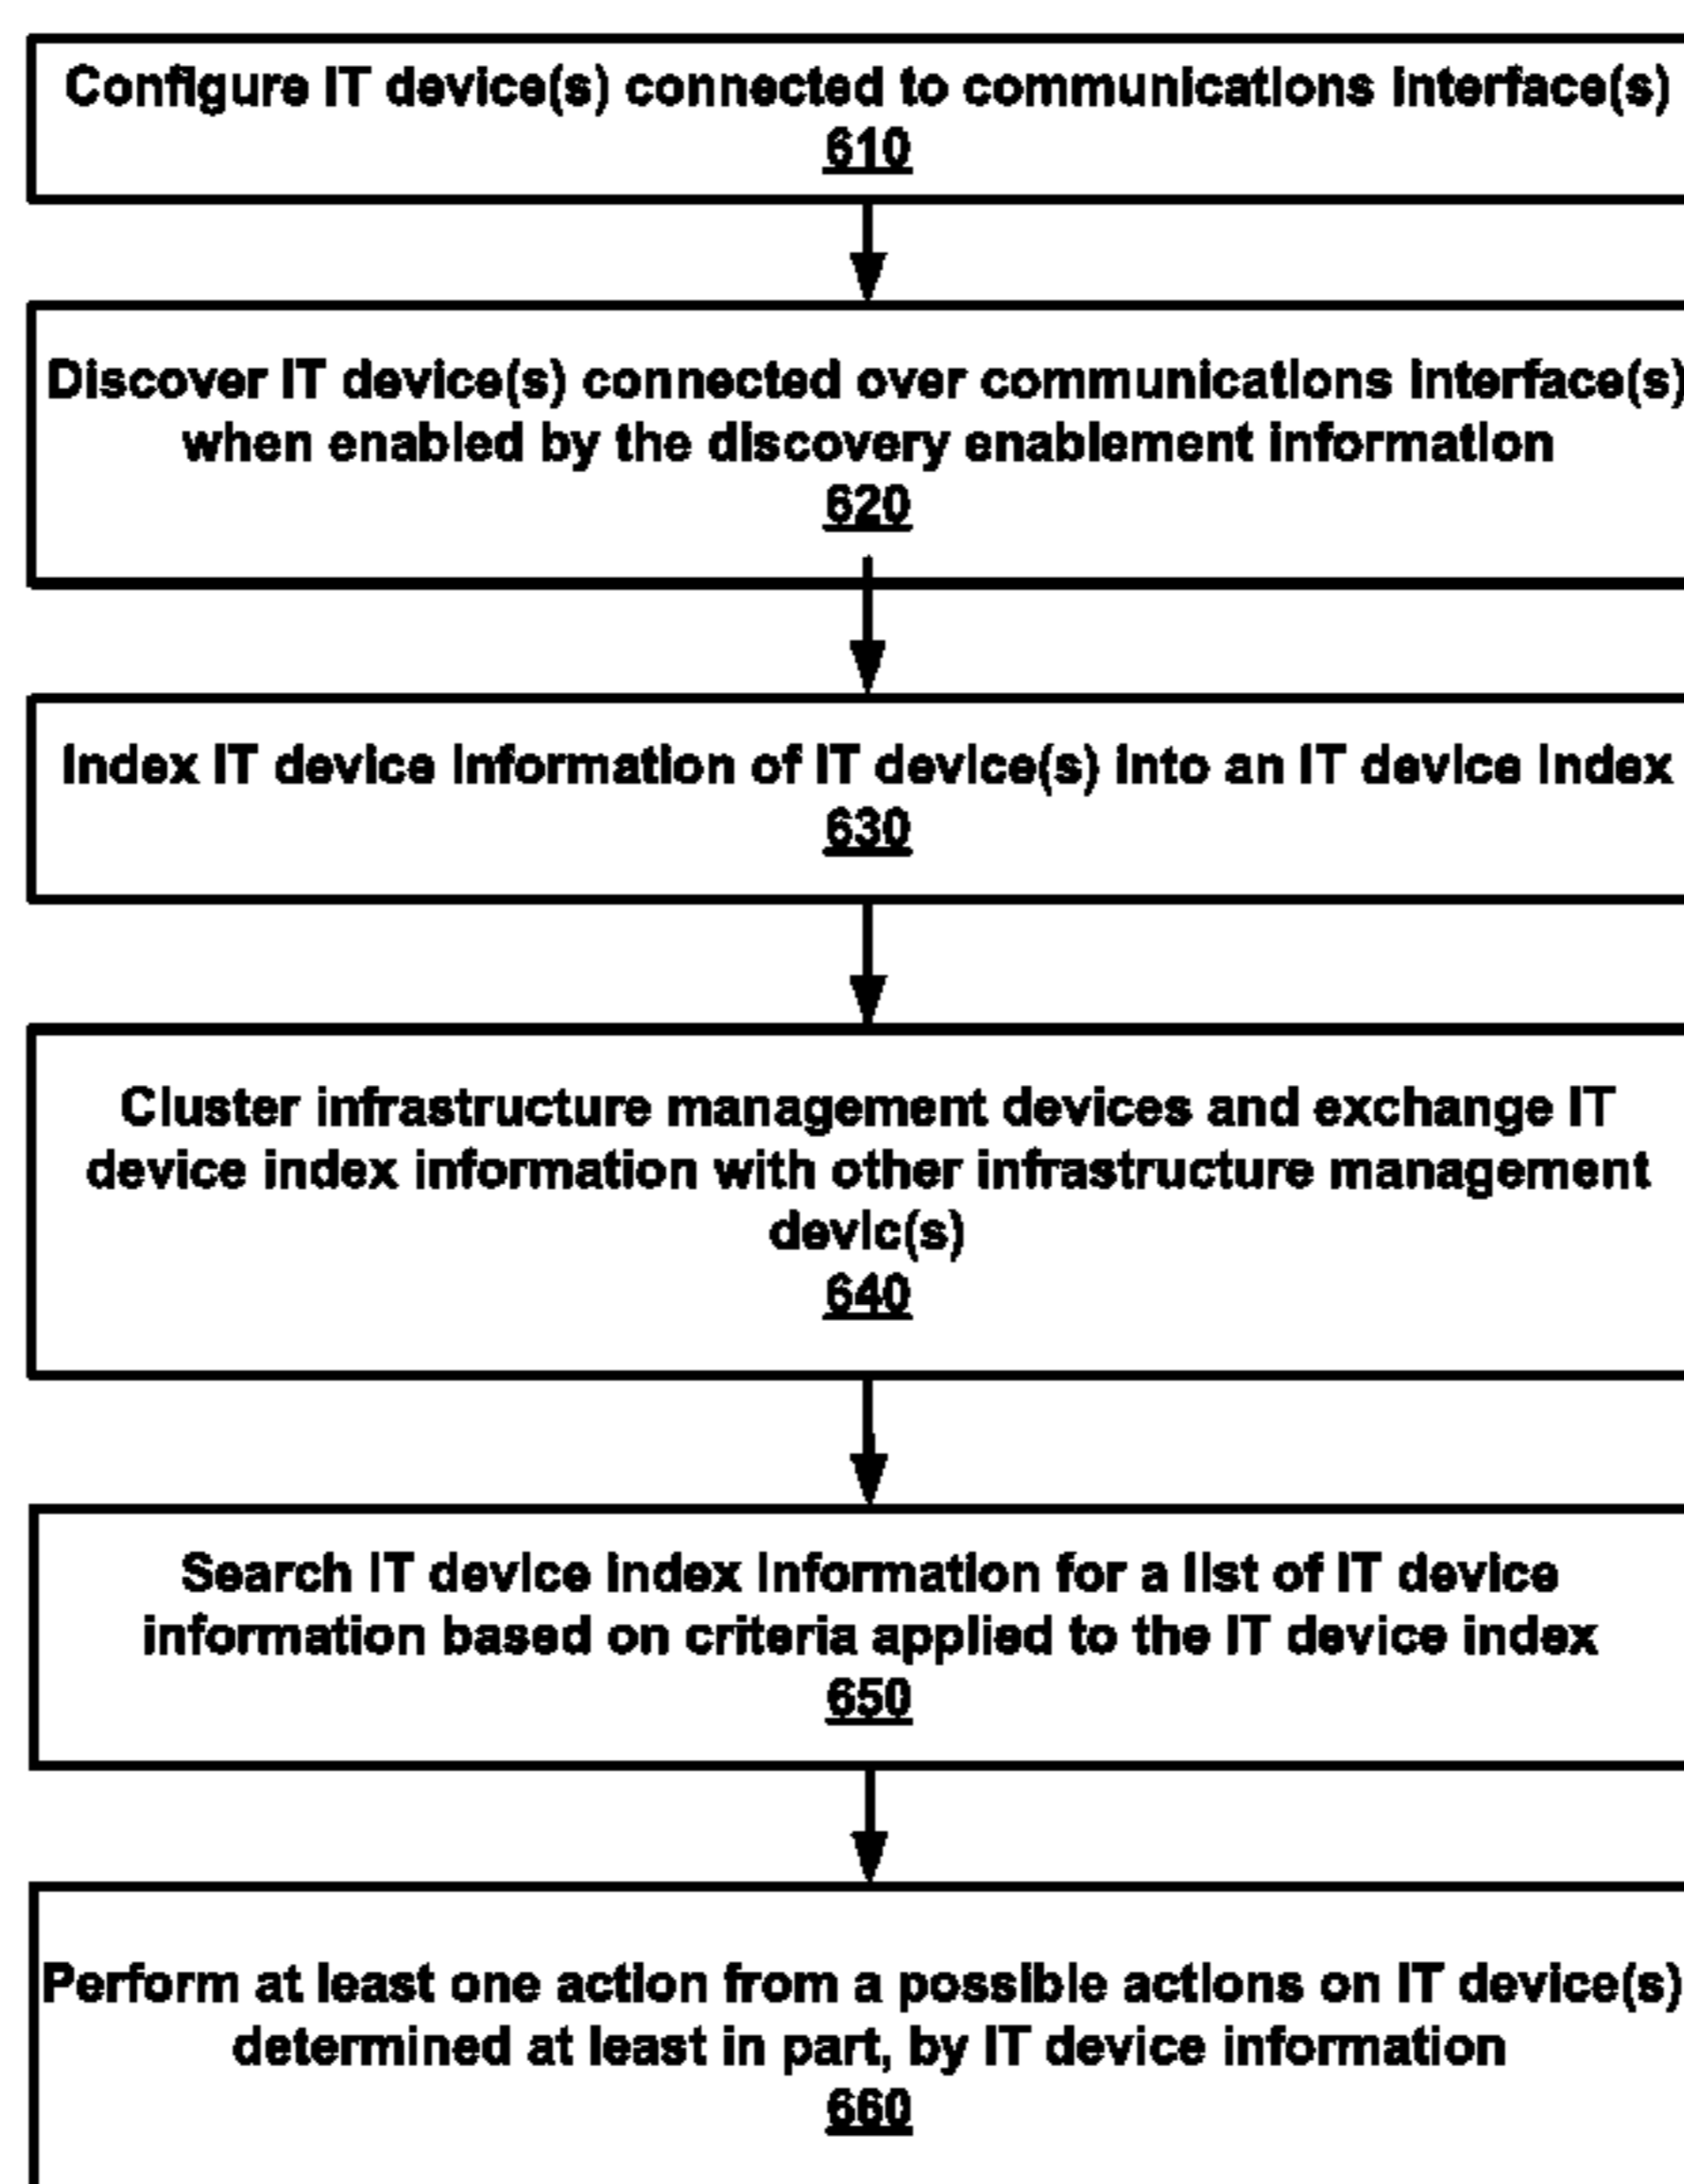 Configure IT device(s) connected to communications interface(s)
610
Discover IT device(s) connected over communications interface(s)
when enabled by the discovery enablement information
620
Index IT device information of IT device(s) into an IT device index
630
Cluster infrastructure management devices and exchange IT
device index information with other infrastructure management
devic(s)
640
Search IT device index information for a list of IT device
information based on criteria applied to the IT device index
650
Perform at least one action from a possible actions on IT device(s)
determined at least in part, by IT device information
660